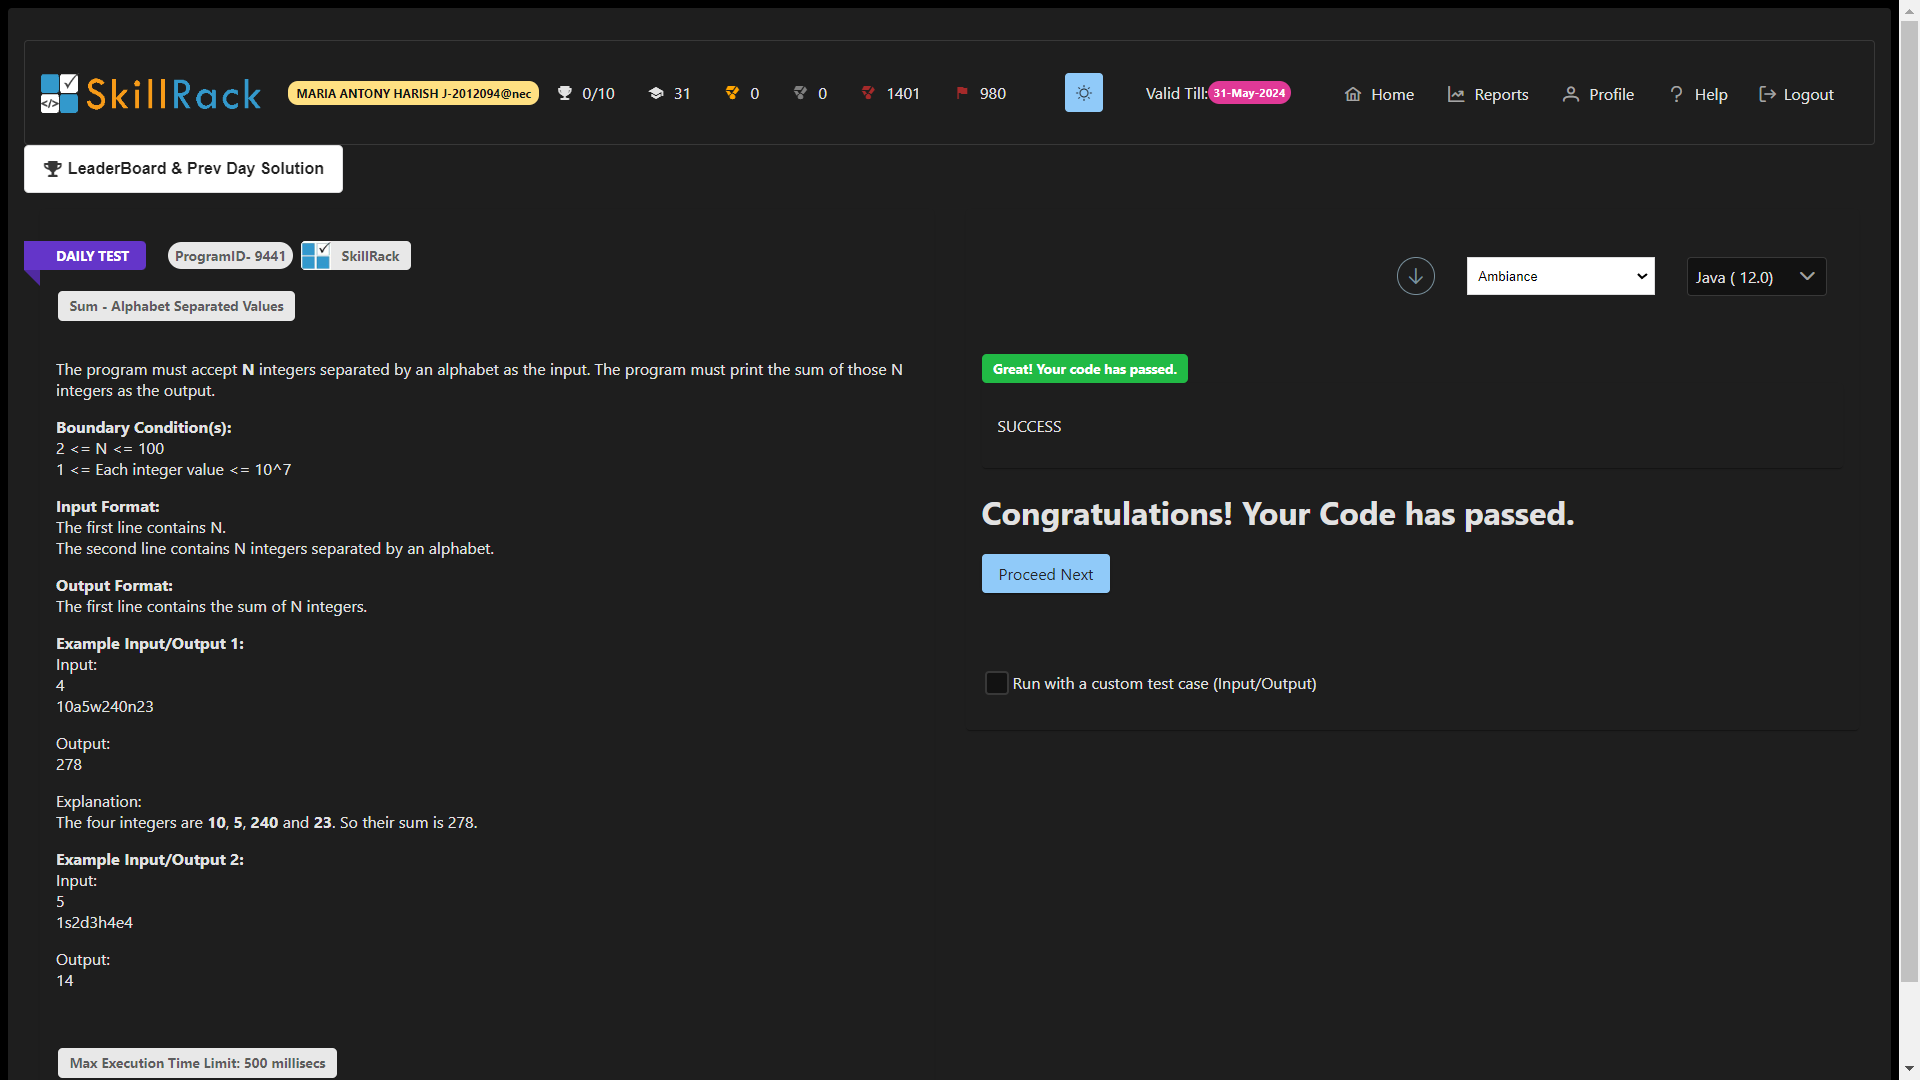 SkillRack MARIA ANTONY HARISH J-2012094@nec 0/10 31 0 0 1401 980 Valid Till: 31-May-2024 Home Reports Profile Help Logout
LeaderBoard & Prev Day Solution
DAILY TEST ProgramID- 9441 SkillRack
Ambiance Java ( 12.0)
Sum - Alphabet Separated Values
The program must accept N integers separated by an alphabet as the input. The program must print the sum of those N
integers as the output.
Boundary Condition(s):
2 <= N <= 100
1 <= Each integer value <= 10^7
Input Format:
The first line contains N.
The second line contains N integers separated by an alphabet.
Output Format:
The first line contains the sum of N integers.
Example Input/Output 1:
Input:
4
10a5w240n23
Output:
278
Explanation:
The four integers are 10, 5, 240 and 23. So their sum is 278.
Example Input/Output 2:
Input:
5
1s2d3h4e4
Output:
14
Max Execution Time Limit: 500 millisecs
Great! Your code has passed.
SUCCESS
Congratulations! Your Code has passed.
Proceed Next
Run with a custom test case (Input/Output)